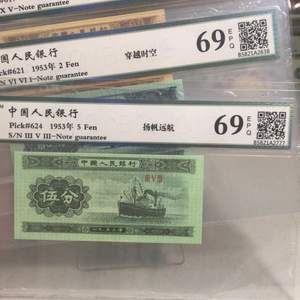 X V-Note guarantee
中国人民银行
Pick#621 1953年 2 Fen
S/N VI VI I-Note guarantee
穿越时空
69 EPQ
B5821A2638
中国人民银行
Pick#624 1953年 5 Fen
S/N III V III-Note guarantee
扬帆远航
69 EPQ
B5821A2777
中国人民银行
伍分